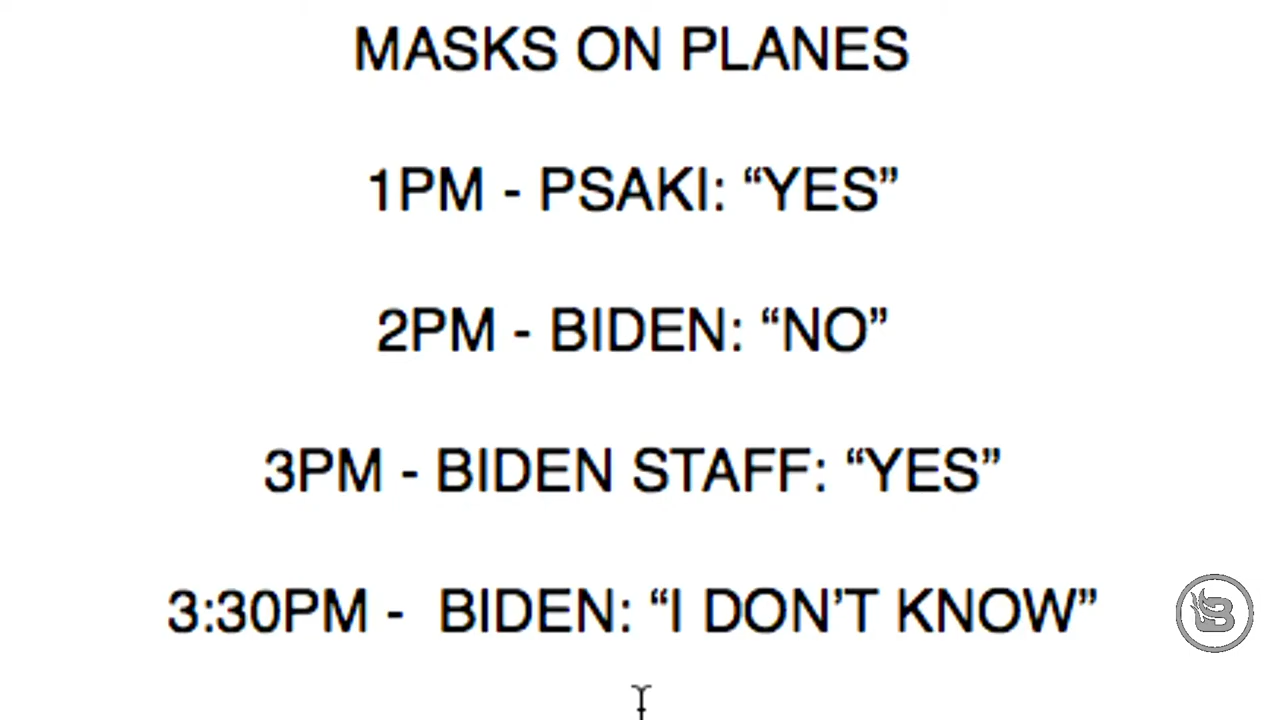 MASKS ON PLANES
1PM - PSAKI: “YES”
2PM - BIDEN: “NO”
3PM - BIDEN STAFF: “YES”
3:30PM -  BIDEN: “I DON’T KNOW”
B